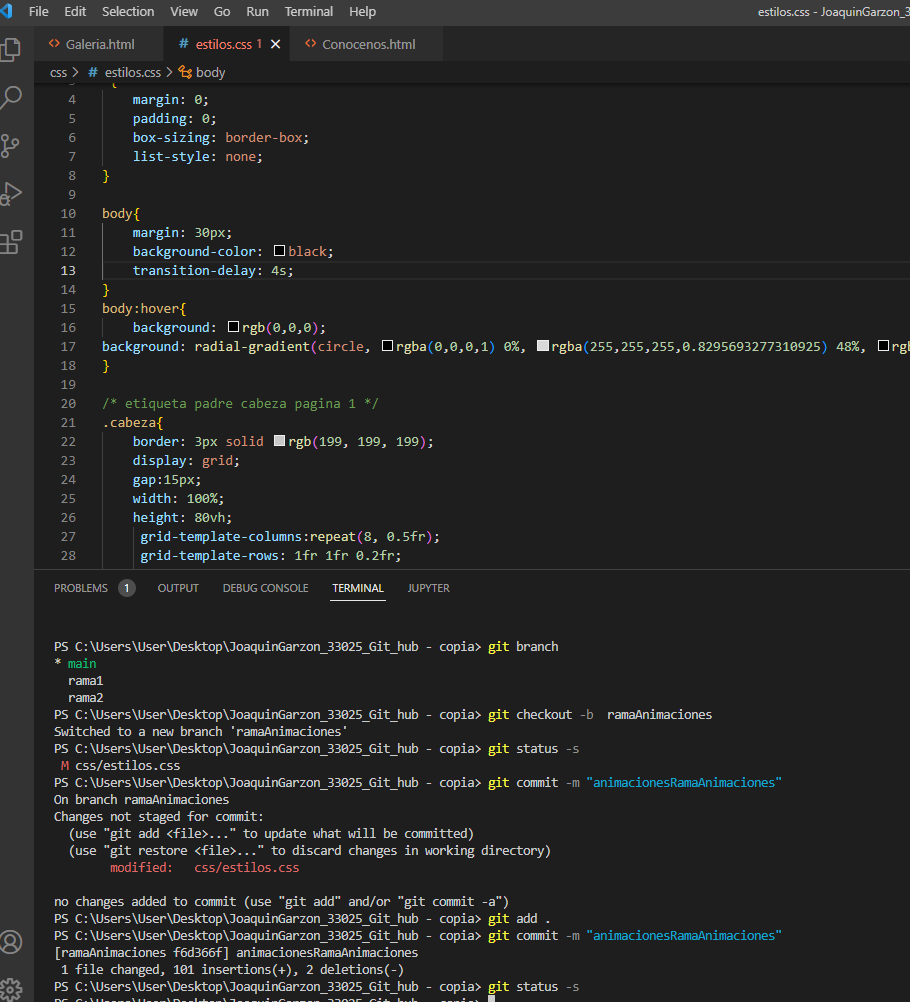 File Edit Selection View Go Run Terminal Help
estilos.css - JoaquinGarzon_3
<> Galeria.html
# estilos.css 1 ✕
<> Conocenos.html
css > # estilos.css > body
4 margin: 0;
5 padding: 0;
6 box-sizing: border-box;
7 list-style: none;
8 }
9
10 body{
11 margin: 30px;
12 background-color: black;
13 transition-delay: 4s;
14 }
15 body:hover{
16 background: rgb(0,0,0);
17 background: radial-gradient(circle, rgba(0,0,0,1) 0%, rgba(255,255,255,0.8295693277310925) 48%, rgb
18 }
19
20 /* etiqueta padre cabeza pagina 1 */
21 .cabeza{
22 border: 3px solid rgb(199, 199, 199);
23 display: grid;
24 gap:15px;
25 width: 100%;
26 height: 80vh;
27 grid-template-columns:repeat(8, 0.5fr);
28 grid-template-rows: 1fr 1fr 0.2fr;
PROBLEMS 1 OUTPUT DEBUG CONSOLE TERMINAL JUPYTER
PS C:\Users\User\Desktop\JoaquinGarzon_33025_Git_hub - copia> git branch
* main
rama1
rama2
PS C:\Users\User\Desktop\JoaquinGarzon_33025_Git_hub - copia> git checkout -b  ramaAnimaciones
Switched to a new branch 'ramaAnimaciones'
PS C:\Users\User\Desktop\JoaquinGarzon_33025_Git_hub - copia> git status -s
M css/estilos.css
PS C:\Users\User\Desktop\JoaquinGarzon_33025_Git_hub - copia> git commit -m "animacionesRamaAnimaciones"
On branch ramaAnimaciones
Changes not staged for commit:
(use "git add <file>..." to update what will be committed)
(use "git restore <file>..." to discard changes in working directory)
modified: css/estilos.css
no changes added to commit (use "git add" and/or "git commit -a")
PS C:\Users\User\Desktop\JoaquinGarzon_33025_Git_hub - copia> git add .
PS C:\Users\User\Desktop\JoaquinGarzon_33025_Git_hub - copia> git commit -m "animacionesRamaAnimaciones"
[ramaAnimaciones f6d366f] animacionesRamaAnimaciones
1 file changed, 101 insertions(+), 2 deletions(-)
PS C:\Users\User\Desktop\JoaquinGarzon_33025_Git_hub - copia> git status -s